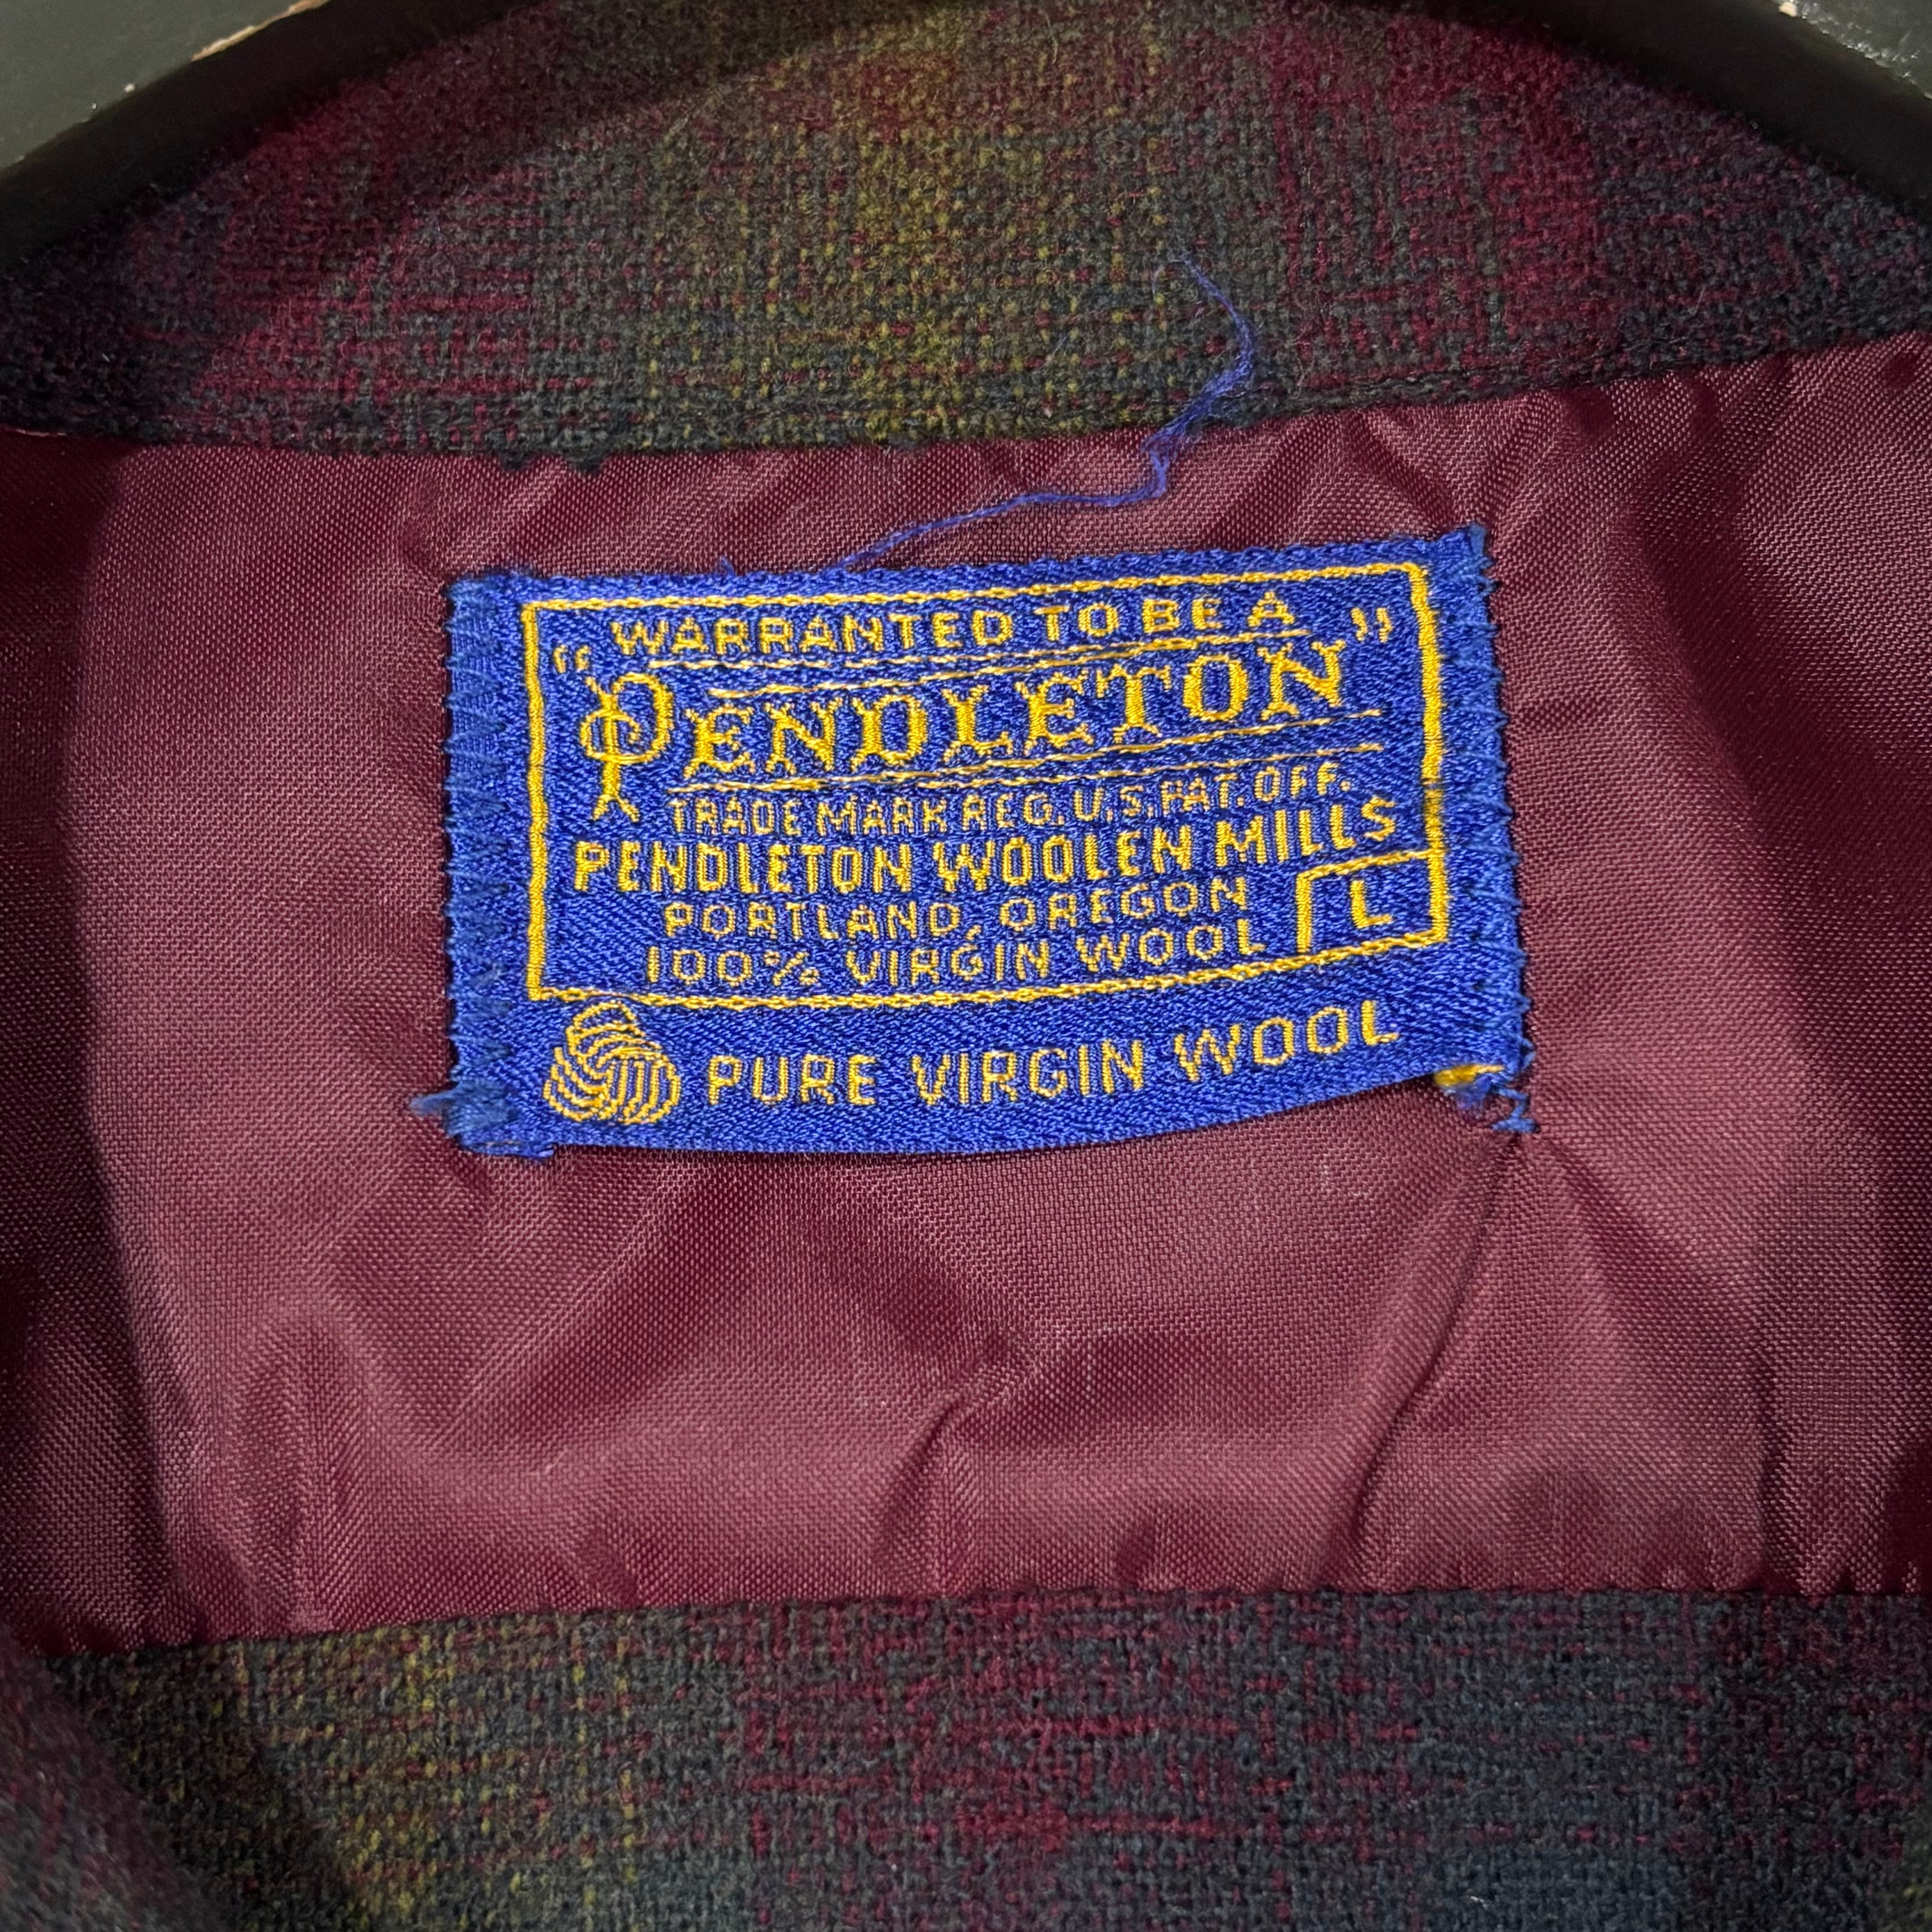 "WARRANTED TO BE A
PENDLETON"
TRADE MARK REG. U.S. PAT. OFF.
PENDLETON WOOLEN MILLS
PORTLAND, OREGON
100% VIRGIN WOOL
L
PURE VIRGIN WOOL